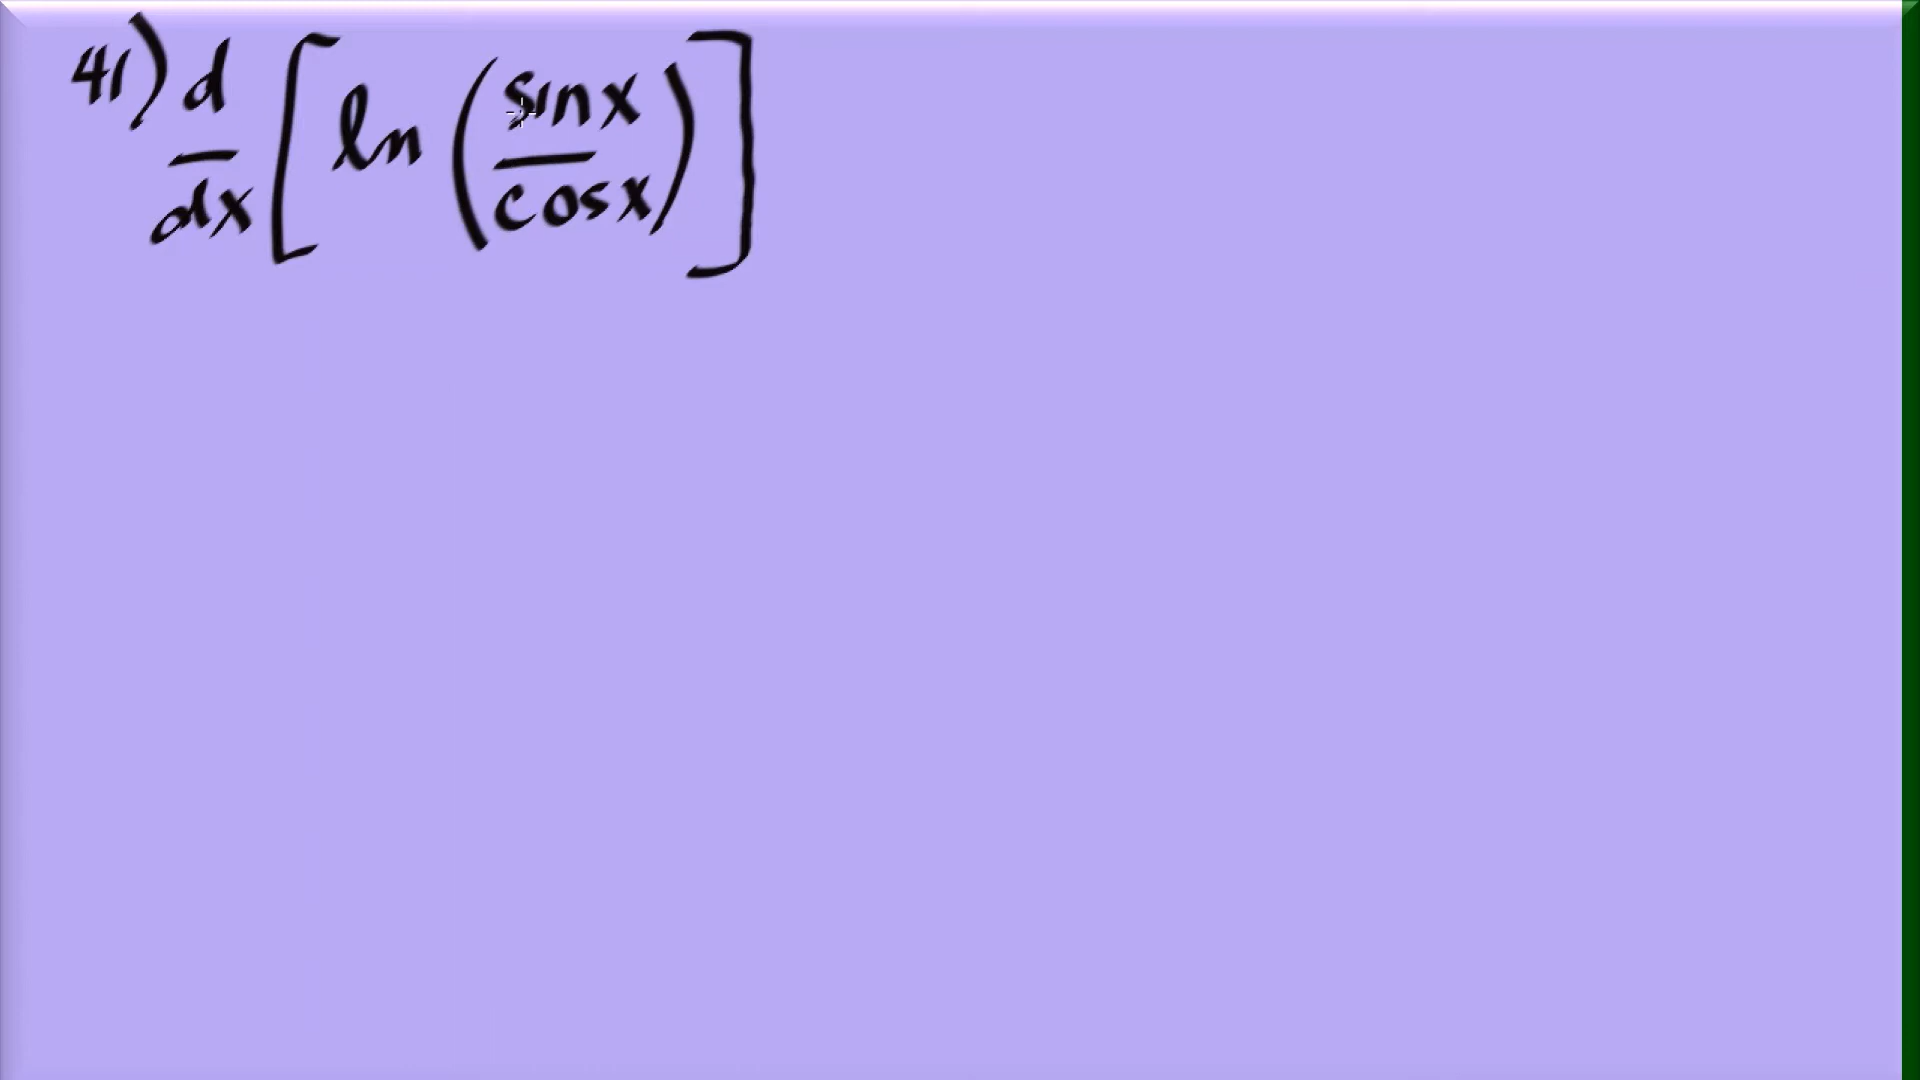 41) d/dx [ln (sinx/cosx)]